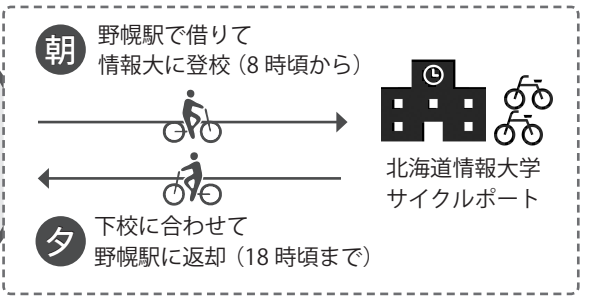 朝
野幌駅で借りて
情報大に登校（8 時頃から）
北海道情報大学
サイクルポート
夕
下校に合わせて
野幌駅に返却（18 時頃まで）